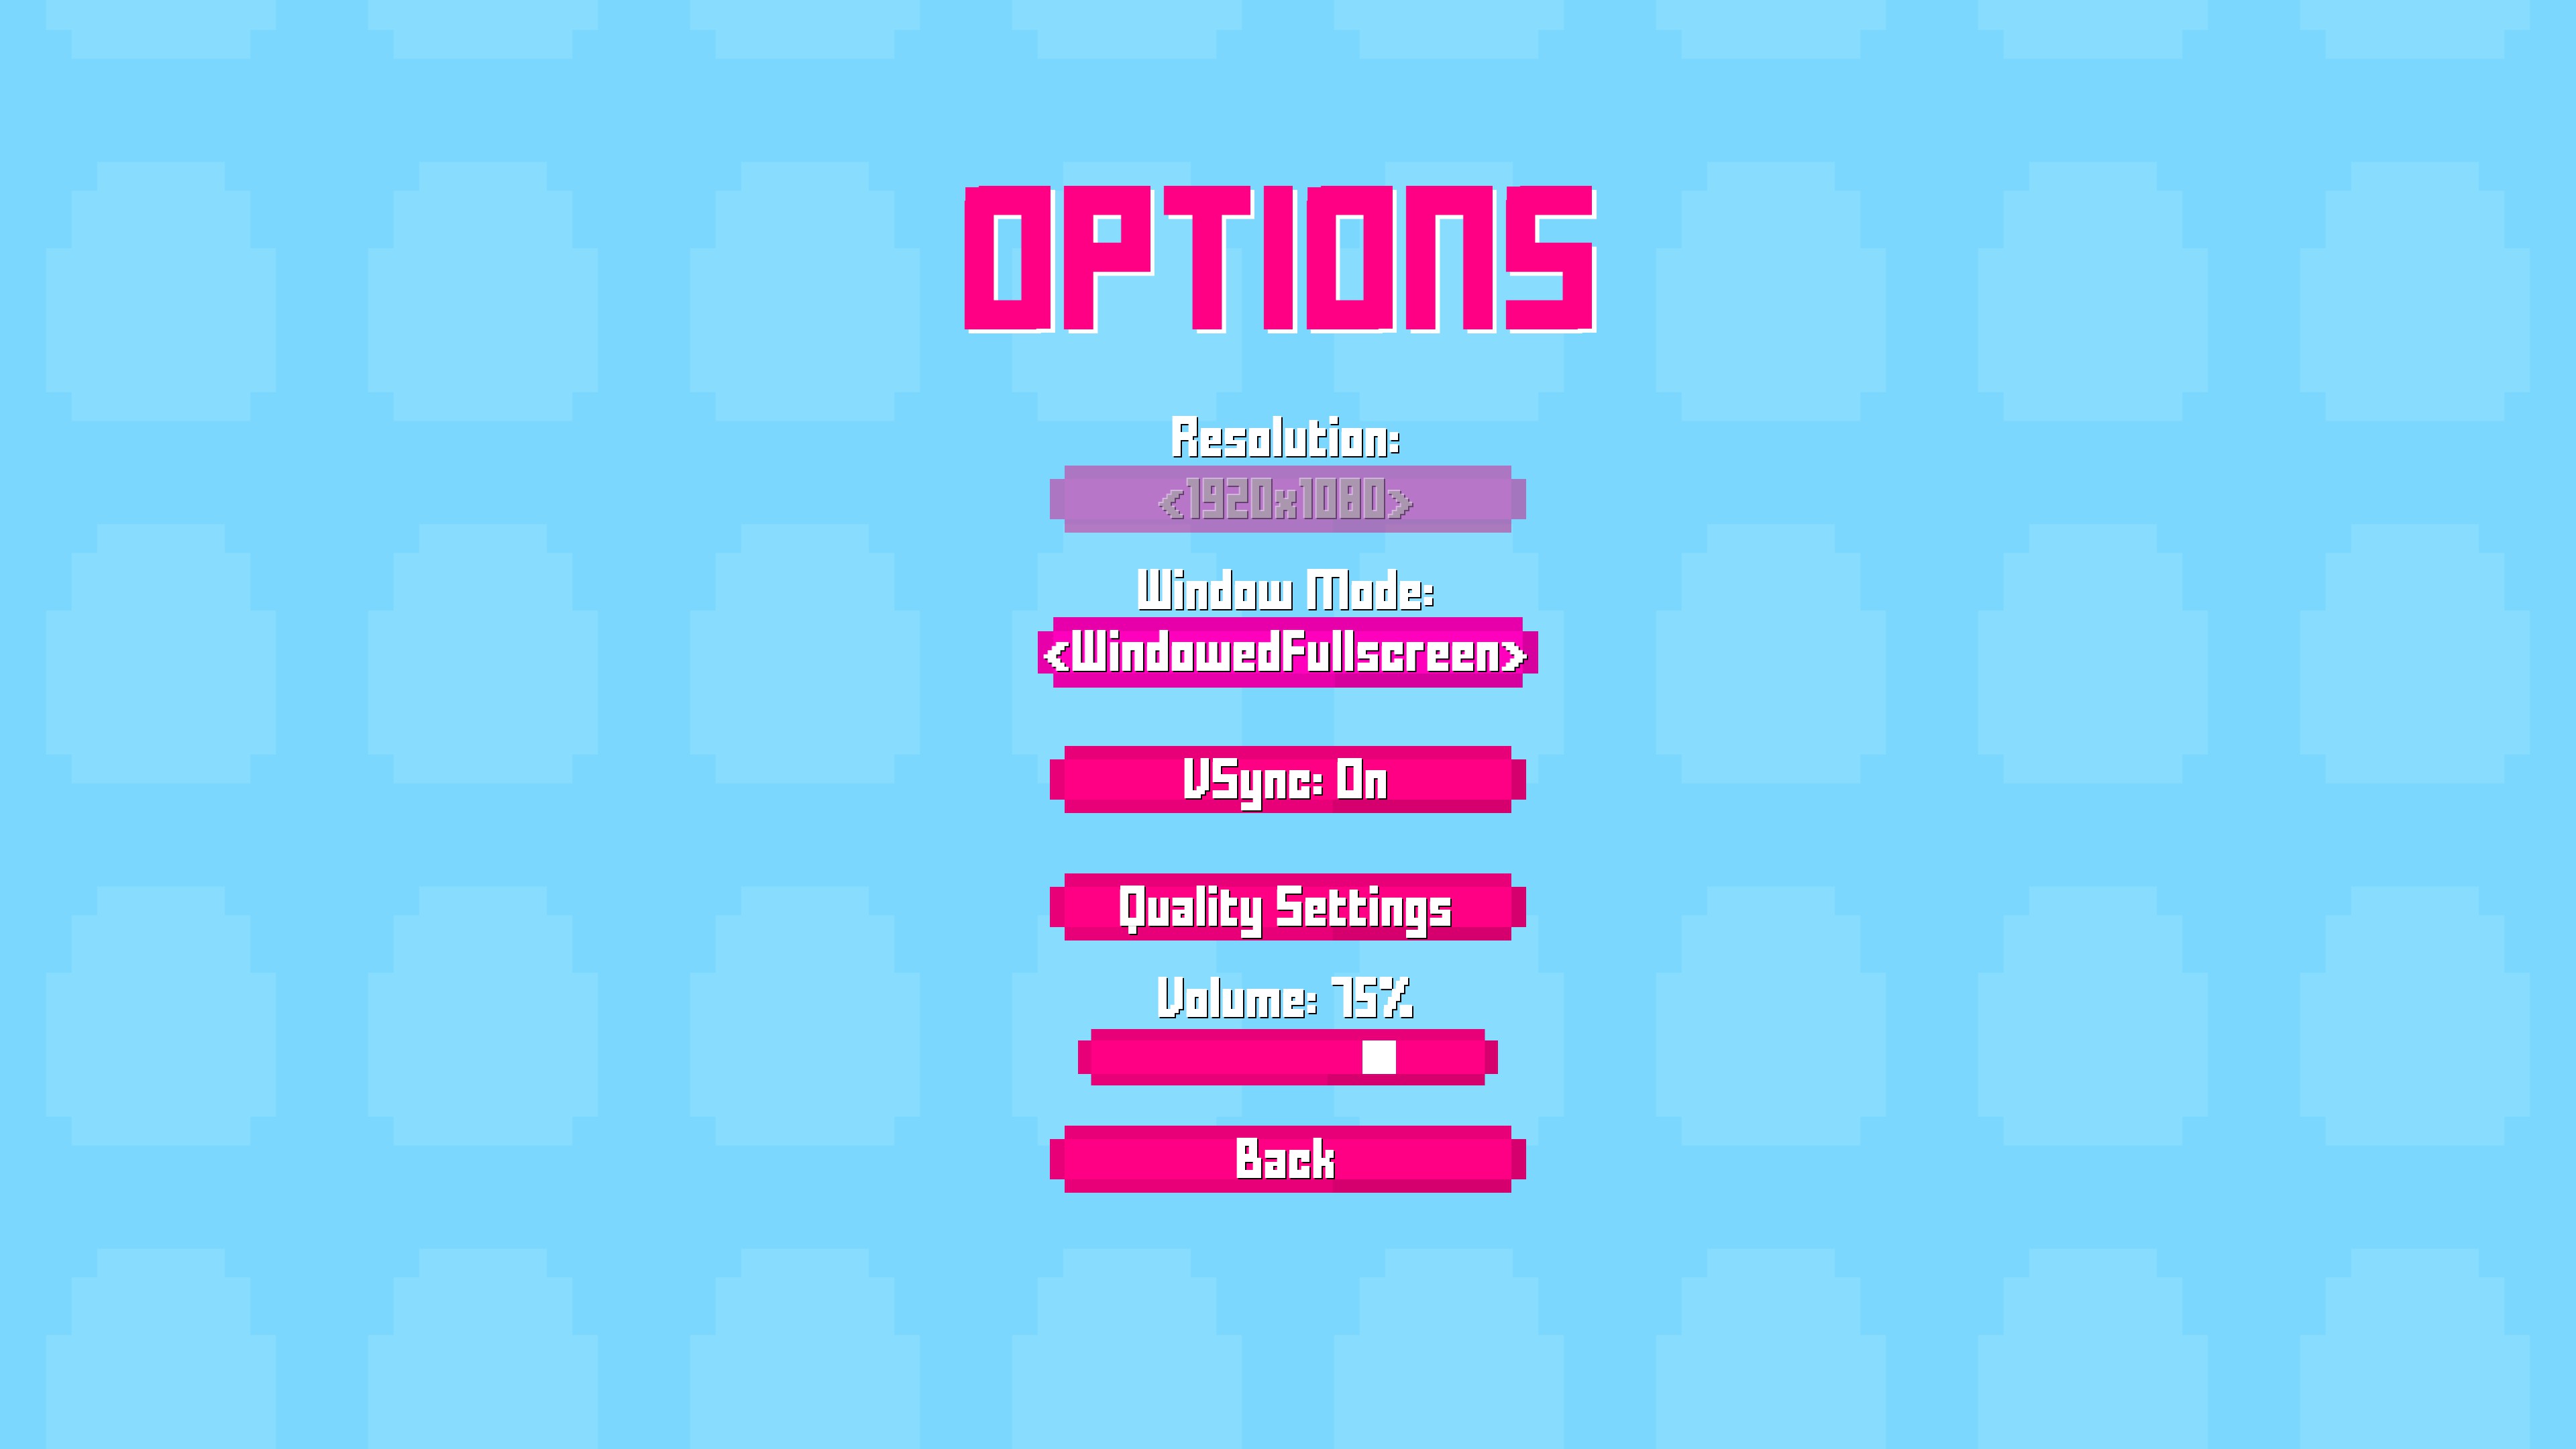 OPTIONS
Resolution:
<1920x1080>
Window Mode:
<WindowedFullscreen>
VSync: On
Quality Settings
Volume: 75%
Back